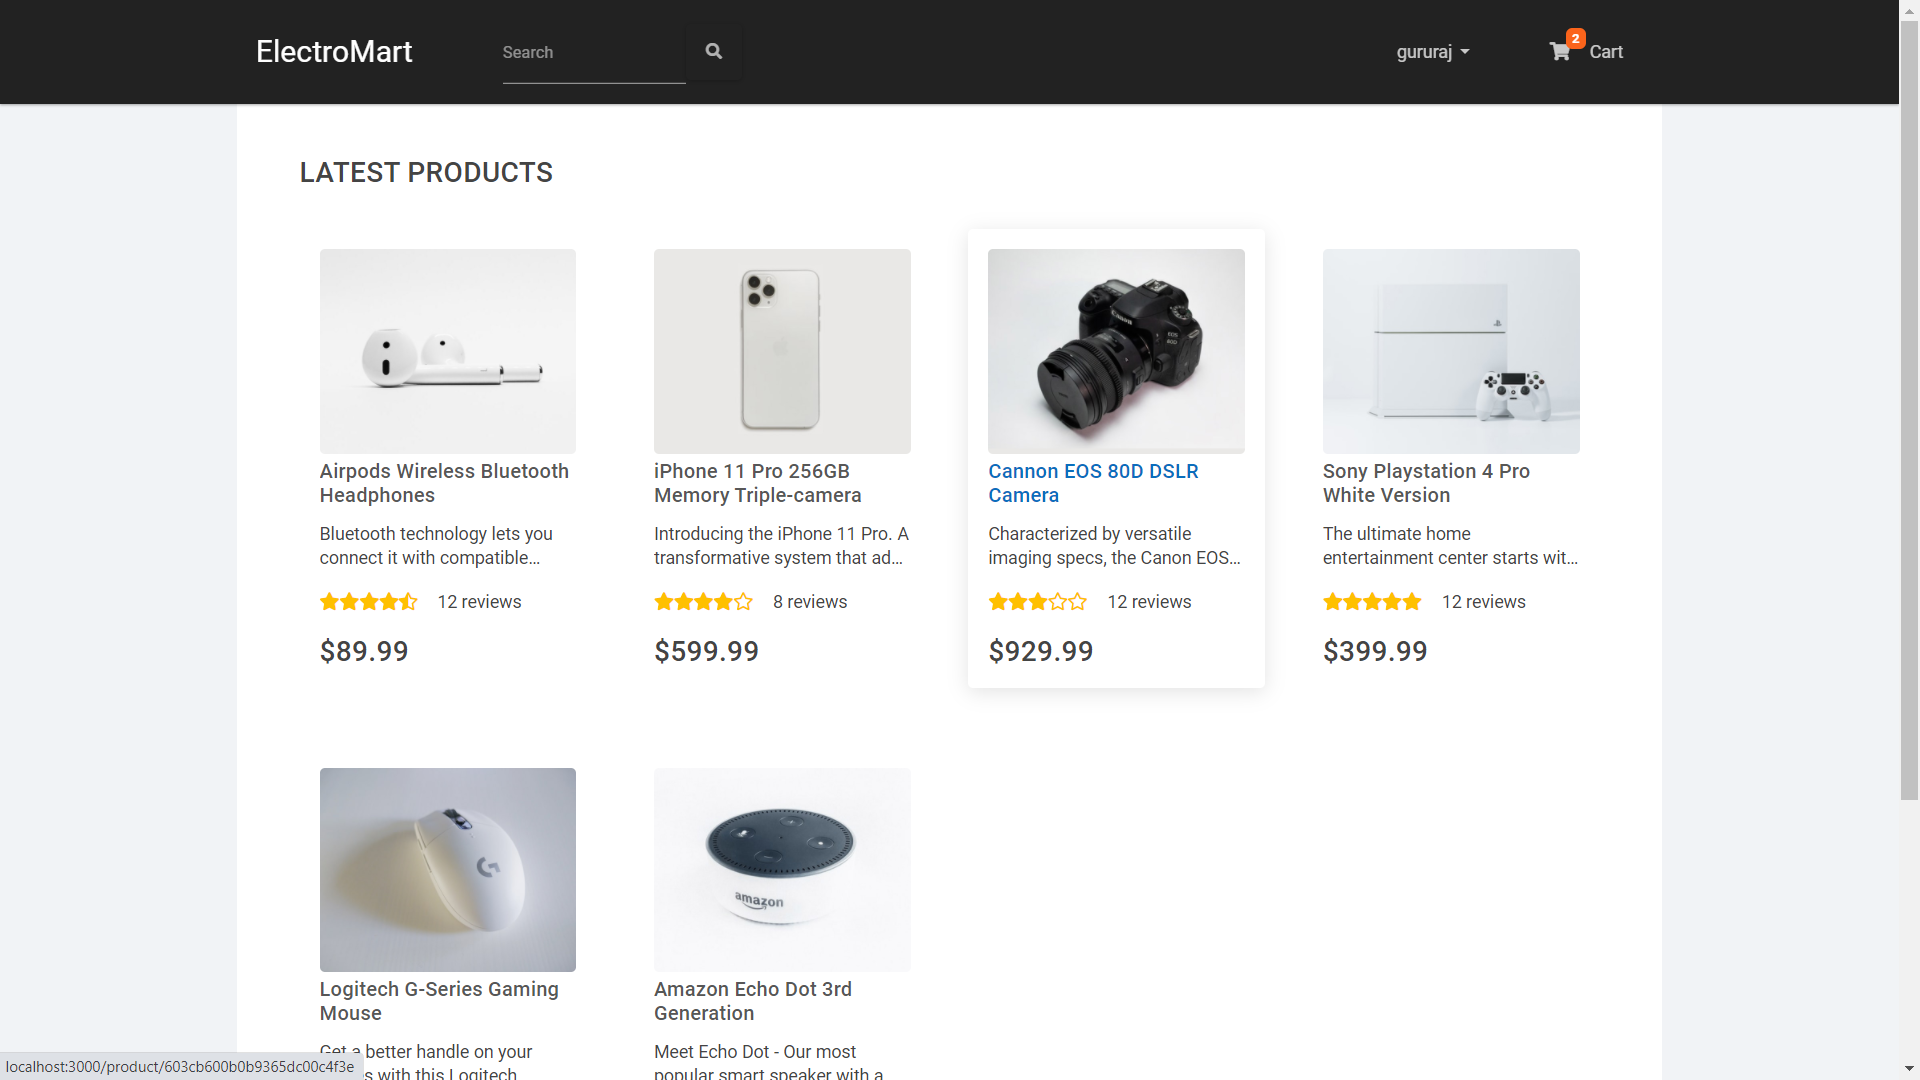 ElectroMart
Search
gururaj
2
Cart
LATEST PRODUCTS
Airpods Wireless Bluetooth
Headphones
Bluetooth technology lets you
connect it with compatible...
12 reviews
$89.99
iPhone 11 Pro 256GB
Memory Triple-camera
Introducing the iPhone 11 Pro. A
transformative system that ad...
8 reviews
$599.99
Canon
EOS
80D
Cannon EOS 80D DSLR
Camera
Characterized by versatile
imaging specs, the Canon EOS...
12 reviews
$929.99
Sony Playstation 4 Pro
White Version
The ultimate home
entertainment center starts wit...
12 reviews
$399.99
Logitech G-Series Gaming
Mouse
Get a better handle on your
s with this Logitech
amazon
Amazon Echo Dot 3rd
Generation
Meet Echo Dot - Our most
popular smart speaker with a
localhost:3000/product/603cb600b0b9365dc00c4f3e